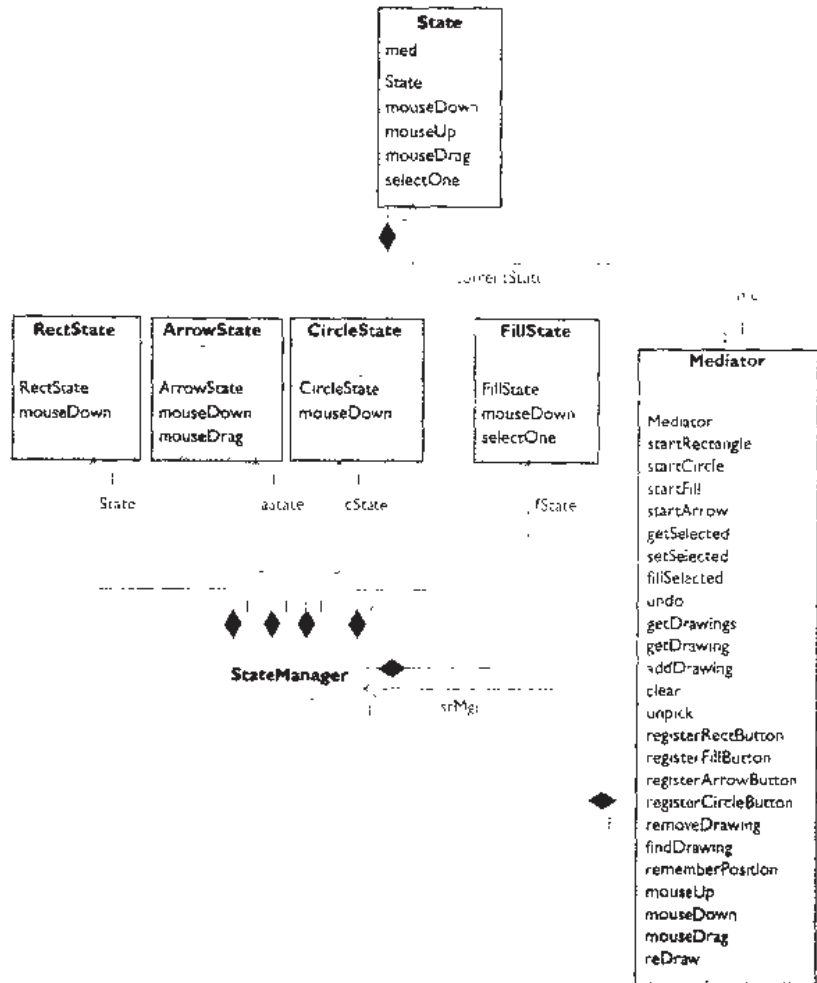 State
med
State
mouseDown
mouseUp
mouseDrag
selectOne
RectState
RectState
mouseDown
ArrowState
ArrowState
mouseDown
mouseDrag
CircleState
CircleState
mouseDown
FillState
FillState
mouseDown
selectOne
State
cState
fState
StateManager
Mediator
Mediator
startRectangle
startCircle
startFill
startArrow
getSelected
setSelected
fillSelected
undo
getDrawings
getDrawing
addDrawing
clear
unpick
registerRectButton
registerFillButton
registerArrowButton
registerCircleButton
removeDrawing
findDrawing
rememberPosition
mouseUp
mouseDown
mouseDrag
reDraw